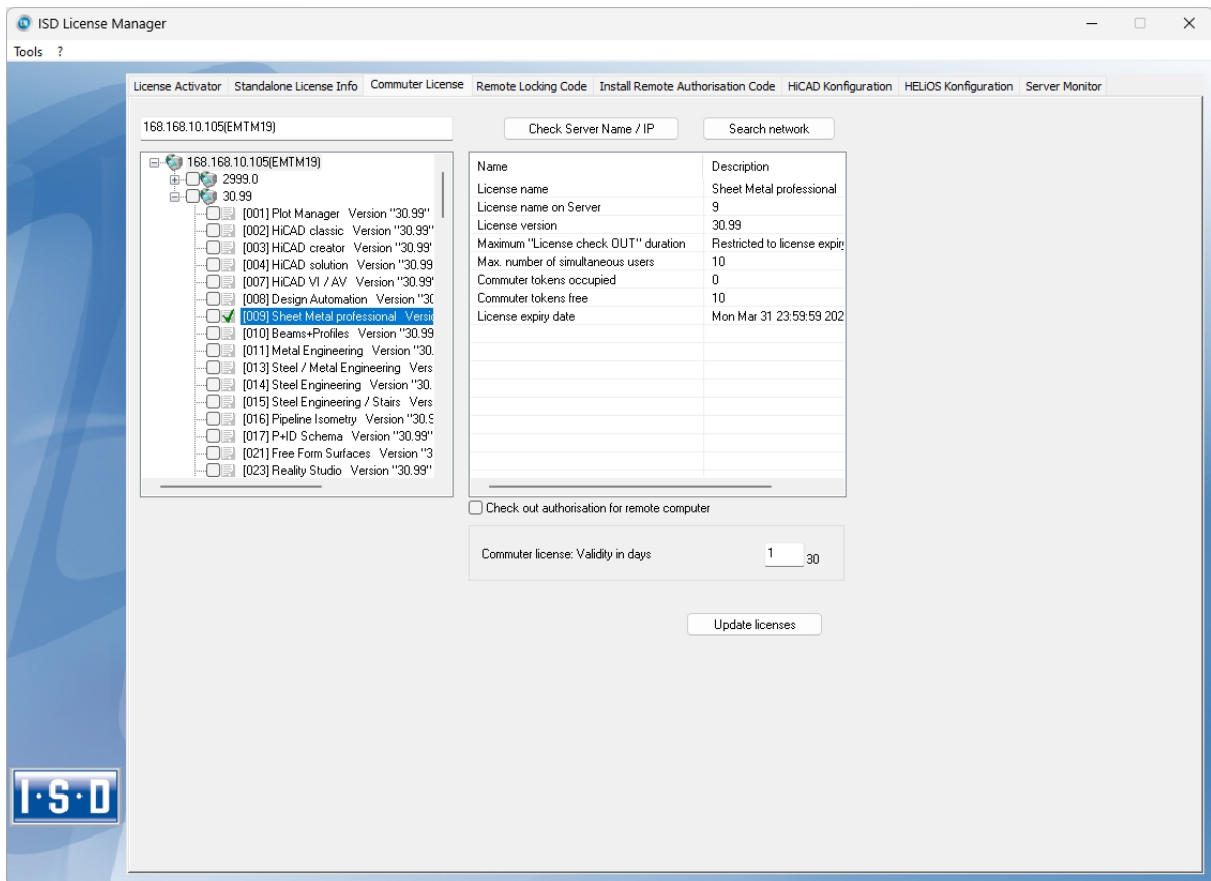 ISD License Manager
Tools ?
License Activator Standalone License Info Commuter License Remote Locking Code Install Remote Authorisation Code HiCAD Konfiguration HELiOS Konfiguration Server Monitor
168.168.10.105(EMTM19) Check Server Name / IP Search network
168.168.10.105(EMTM19)
2999.0
30.99
[001] Plot Manager Version "30.99"
[002] HiCAD classic Version "30.99"
[003] HiCAD creator Version "30.99'
[004] HiCAD solution Version "30.99
[007] HiCAD VI / AV Version "30.99'
[008] Design Automation Version "30
[009] Sheet Metal professional Versio
[010] Beams+Profiles Version "30.99
[011] Metal Engineering Version "30.
[013] Steel / Metal Engineering Vers
[014] Steel Engineering Version "30.
[015] Steel Engineering / Stairs Vers
[016] Pipeline Isometry Version "30.9
[017] P+ID Schema Version "30.99"
[021] Free Form Surfaces Version "3
[023] Reality Studio Version "30.99"
Name Description
License name Sheet Metal professional
License name on Server 9
License version 30.99
Maximum "License check OUT" duration Restricted to license expiry
Max. number of simultaneous users 10
Commuter tokens occupied 0
Commuter tokens free 10
License expiry date Mon Mar 31 23:59:59 202
Check out authorisation for remote computer
Commuter license: Validity in days 1 30
Update licenses
I·S·D